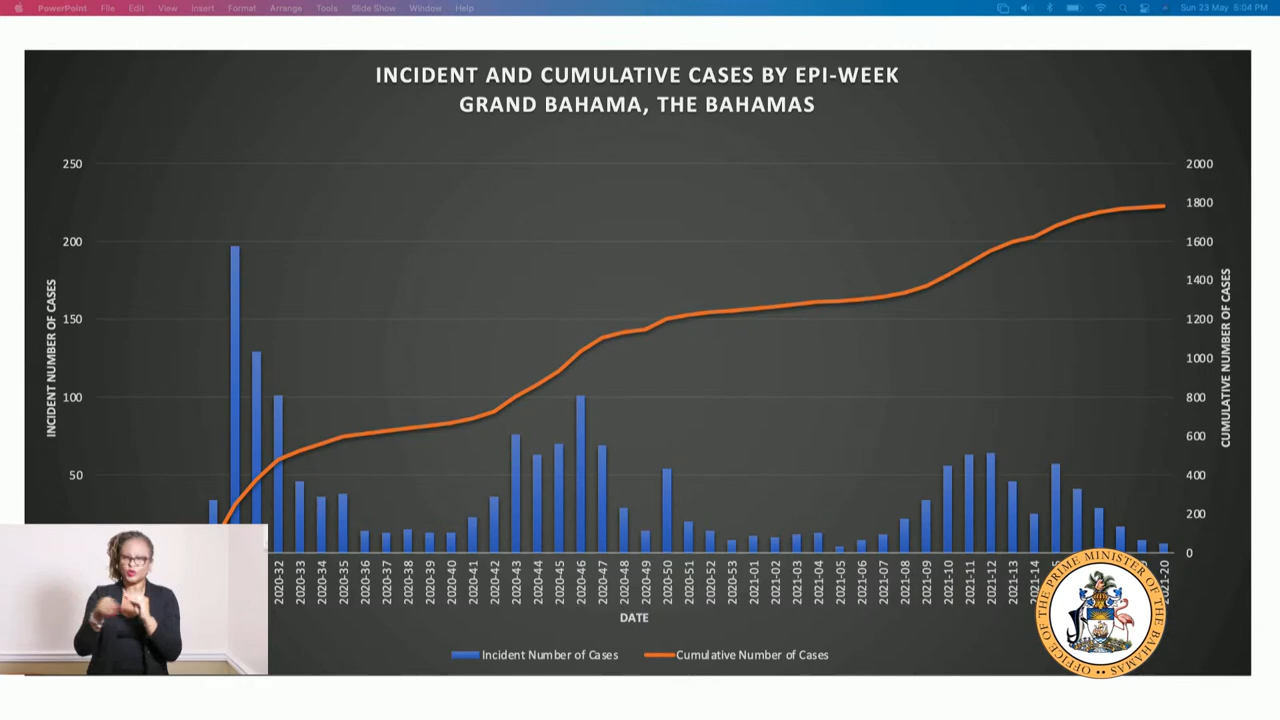 PowerPoint File Edit View Insert Format Arrange Tools Slide Show Window Help Sun 23 May 5:04 PM
INCIDENT AND CUMULATIVE CASES BY EPI-WEEK
GRAND BAHAMA, THE BAHAMAS
250 2000
1800
200 1600
1400
150 1200
1000
100 800
600
50 400
200
0
INCIDENT NUMBER OF CASES
CUMULATIVE NUMBER OF CASES
2020-32 2020-33 2020-34 2020-35 2020-36 2020-37 2020-38 2020-39 2020-40 2020-41 2020-42 2020-43 2020-44 2020-45 2020-46 2020-47 2020-48 2020-49 2020-50 2020-51 2020-52 2020-53 2021-01 2021-02 2021-03 2021-04 2021-05 2021-06 2021-07 2021-08 2021-09 2021-10 2021-11 2021-12 2021-13 2021-14 2021-20
DATE
Incident Number of Cases Cumulative Number of Cases
OFFICE OF THE PRIME MINISTER OF THE BAHAMAS